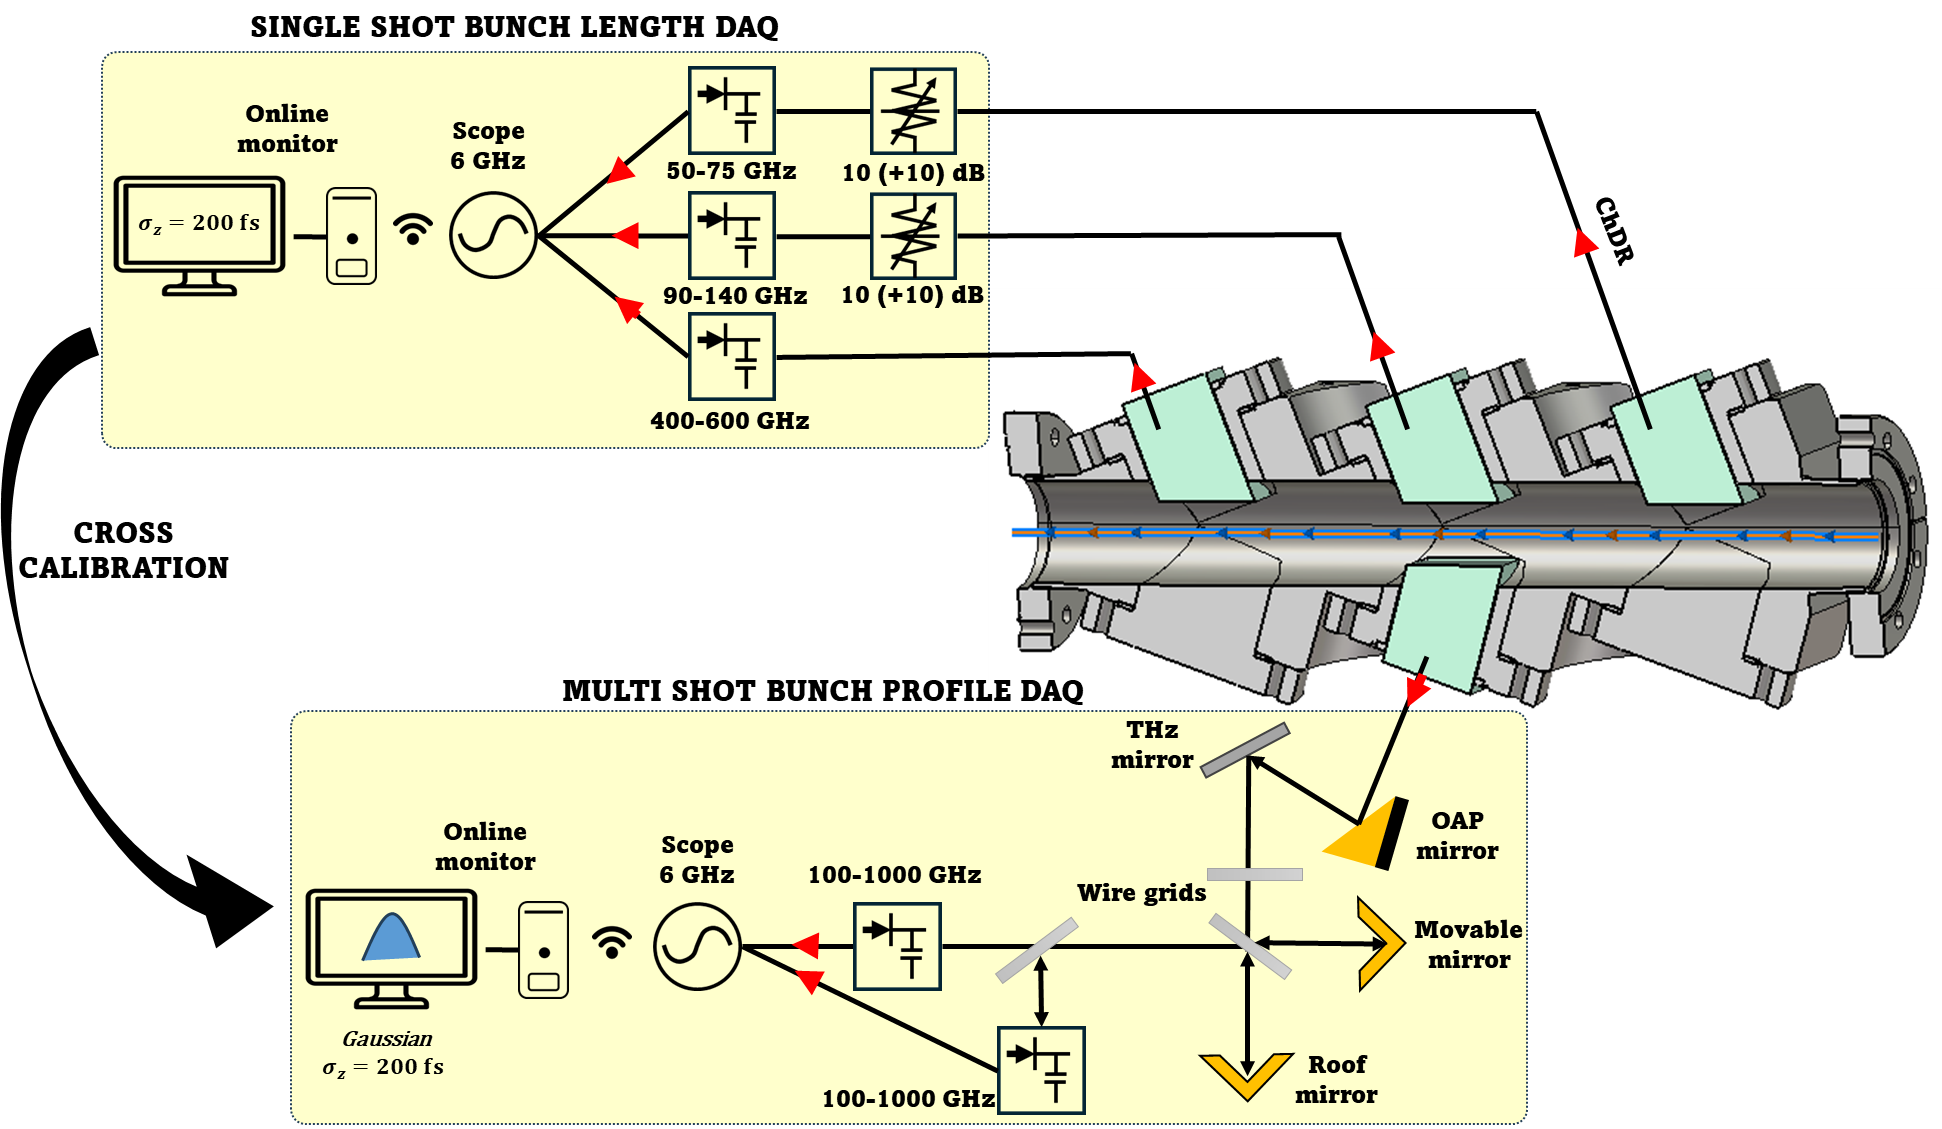 SINGLE SHOT BUNCH LENGTH DAQ
Online
monitor
Scope
6 GHz
σz = 200 fs
50-75 GHz
10 (+10) dB
90-140 GHz
10 (+10) dB
400-600 GHz
ChDR
CROSS
CALIBRATION
MULTI SHOT BUNCH PROFILE DAQ
THz
mirror
OAP
mirror
Online
monitor
Scope
6 GHz
100-1000 GHz
Wire grids
Movable
mirror
Gaussian
σz = 200 fs
100-1000 GHz
Roof
mirror